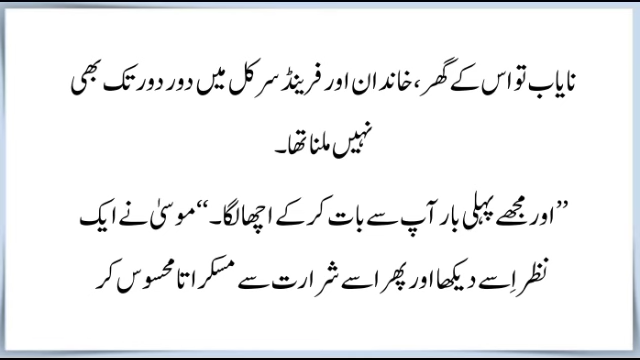 نایاب تو اس کے گھر، خاندان اور فرینڈ سرکل میں دور دور تک بھی
نہیں ملنا تھا۔
”اور مجھے پہلی بار آپ سے بات کر کے اچھا لگا۔“ موسیٰ نے ایک
نظر اِسے دیکھا اور پھر اسے شرارت سے مسکراتا محسوس کر